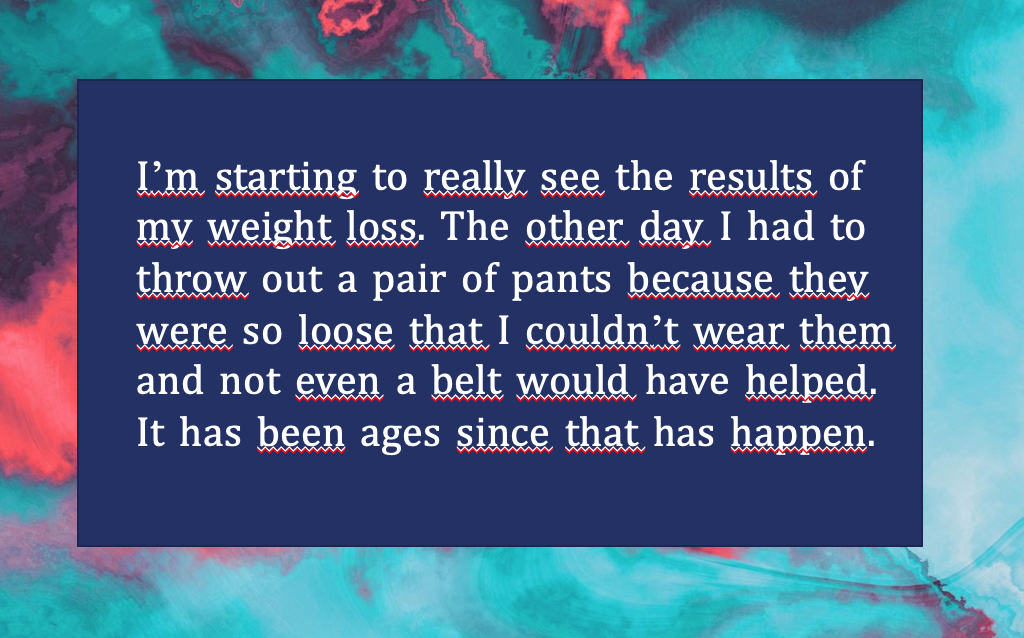 I’m starting to really see the results of
my weight loss. The other day I had to
throw out a pair of pants because they
were so loose that I couldn’t wear them
and not even a belt would have helped.
It has been ages since that has happen.